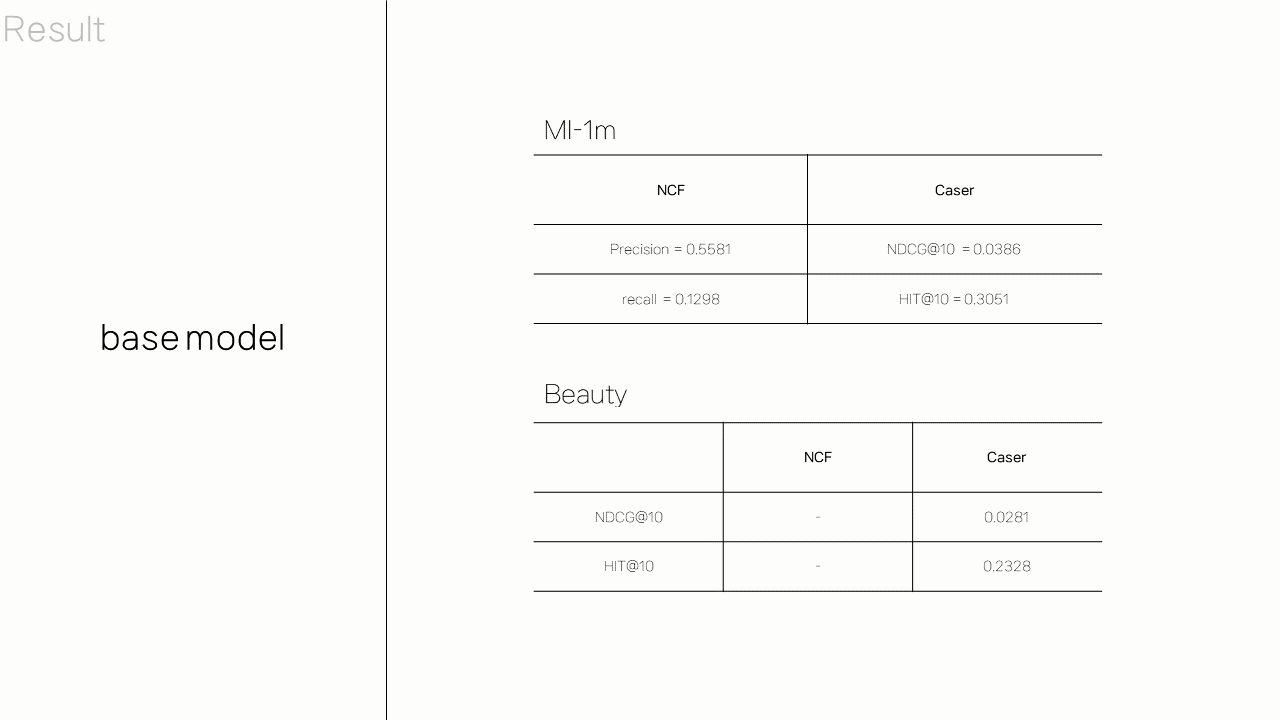 Result
base model
Ml-1m
NCF Caser
Precision = 0.5581 NDCG@10 = 0.0386
recall = 0.1298 HIT@10 = 0.3051
Beauty
NCF Caser
NDCG@10 - 0.0281
HIT@10 - 0.2328